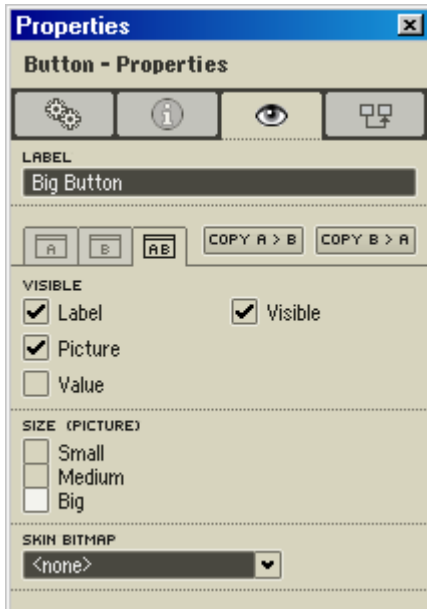 Properties
Button - Properties
LABEL
Big Button
A B AB COPY A > B COPY B > A
VISIBLE
Label Visible
Picture
Value
SIZE (PICTURE)
Small
Medium
Big
SKIN BITMAP
<none>